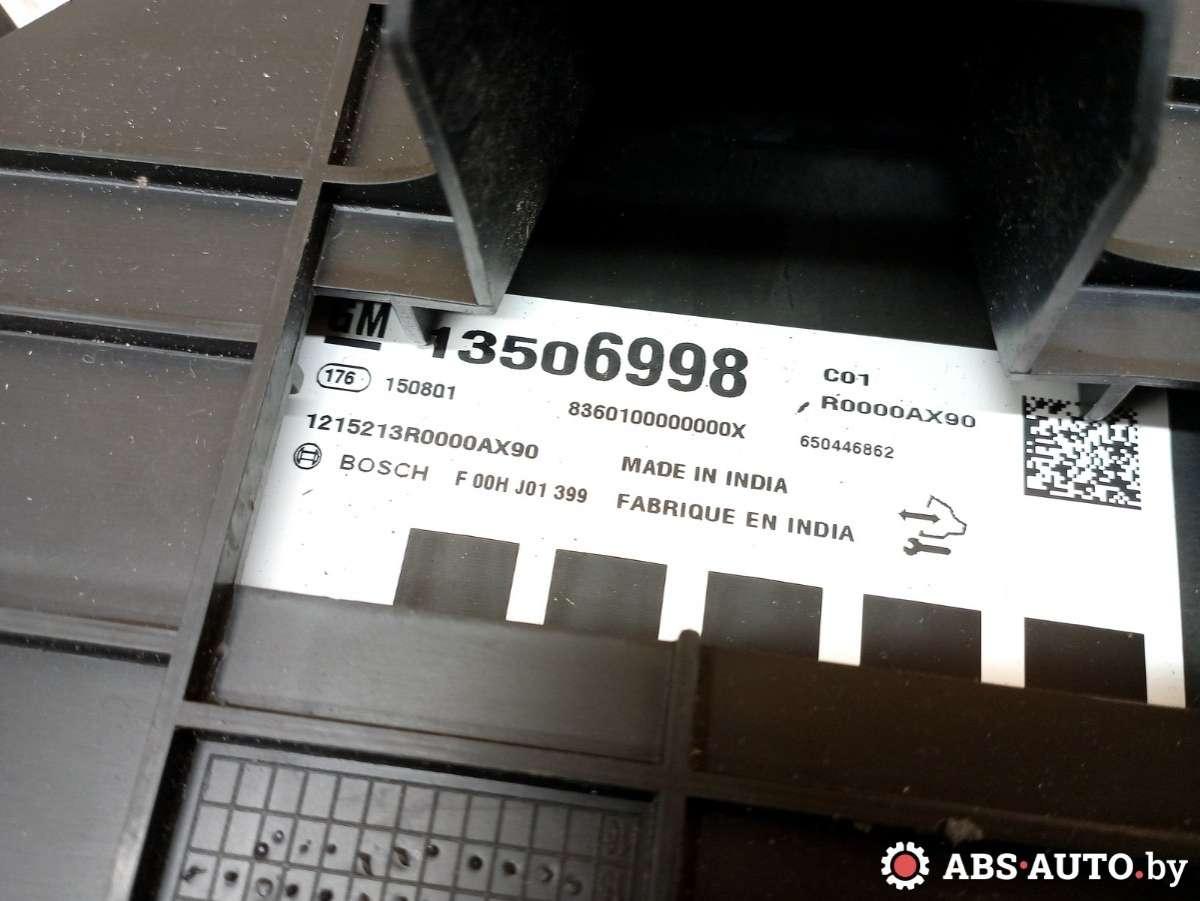 GM 13506998
C01
R0000AX90
176 150801
8360100000000X
650446862
1215213R0000AX90
BOSCH F 00H J01 399
MADE IN INDIA
FABRIQUE EN INDIA
ABS·AUTO.by